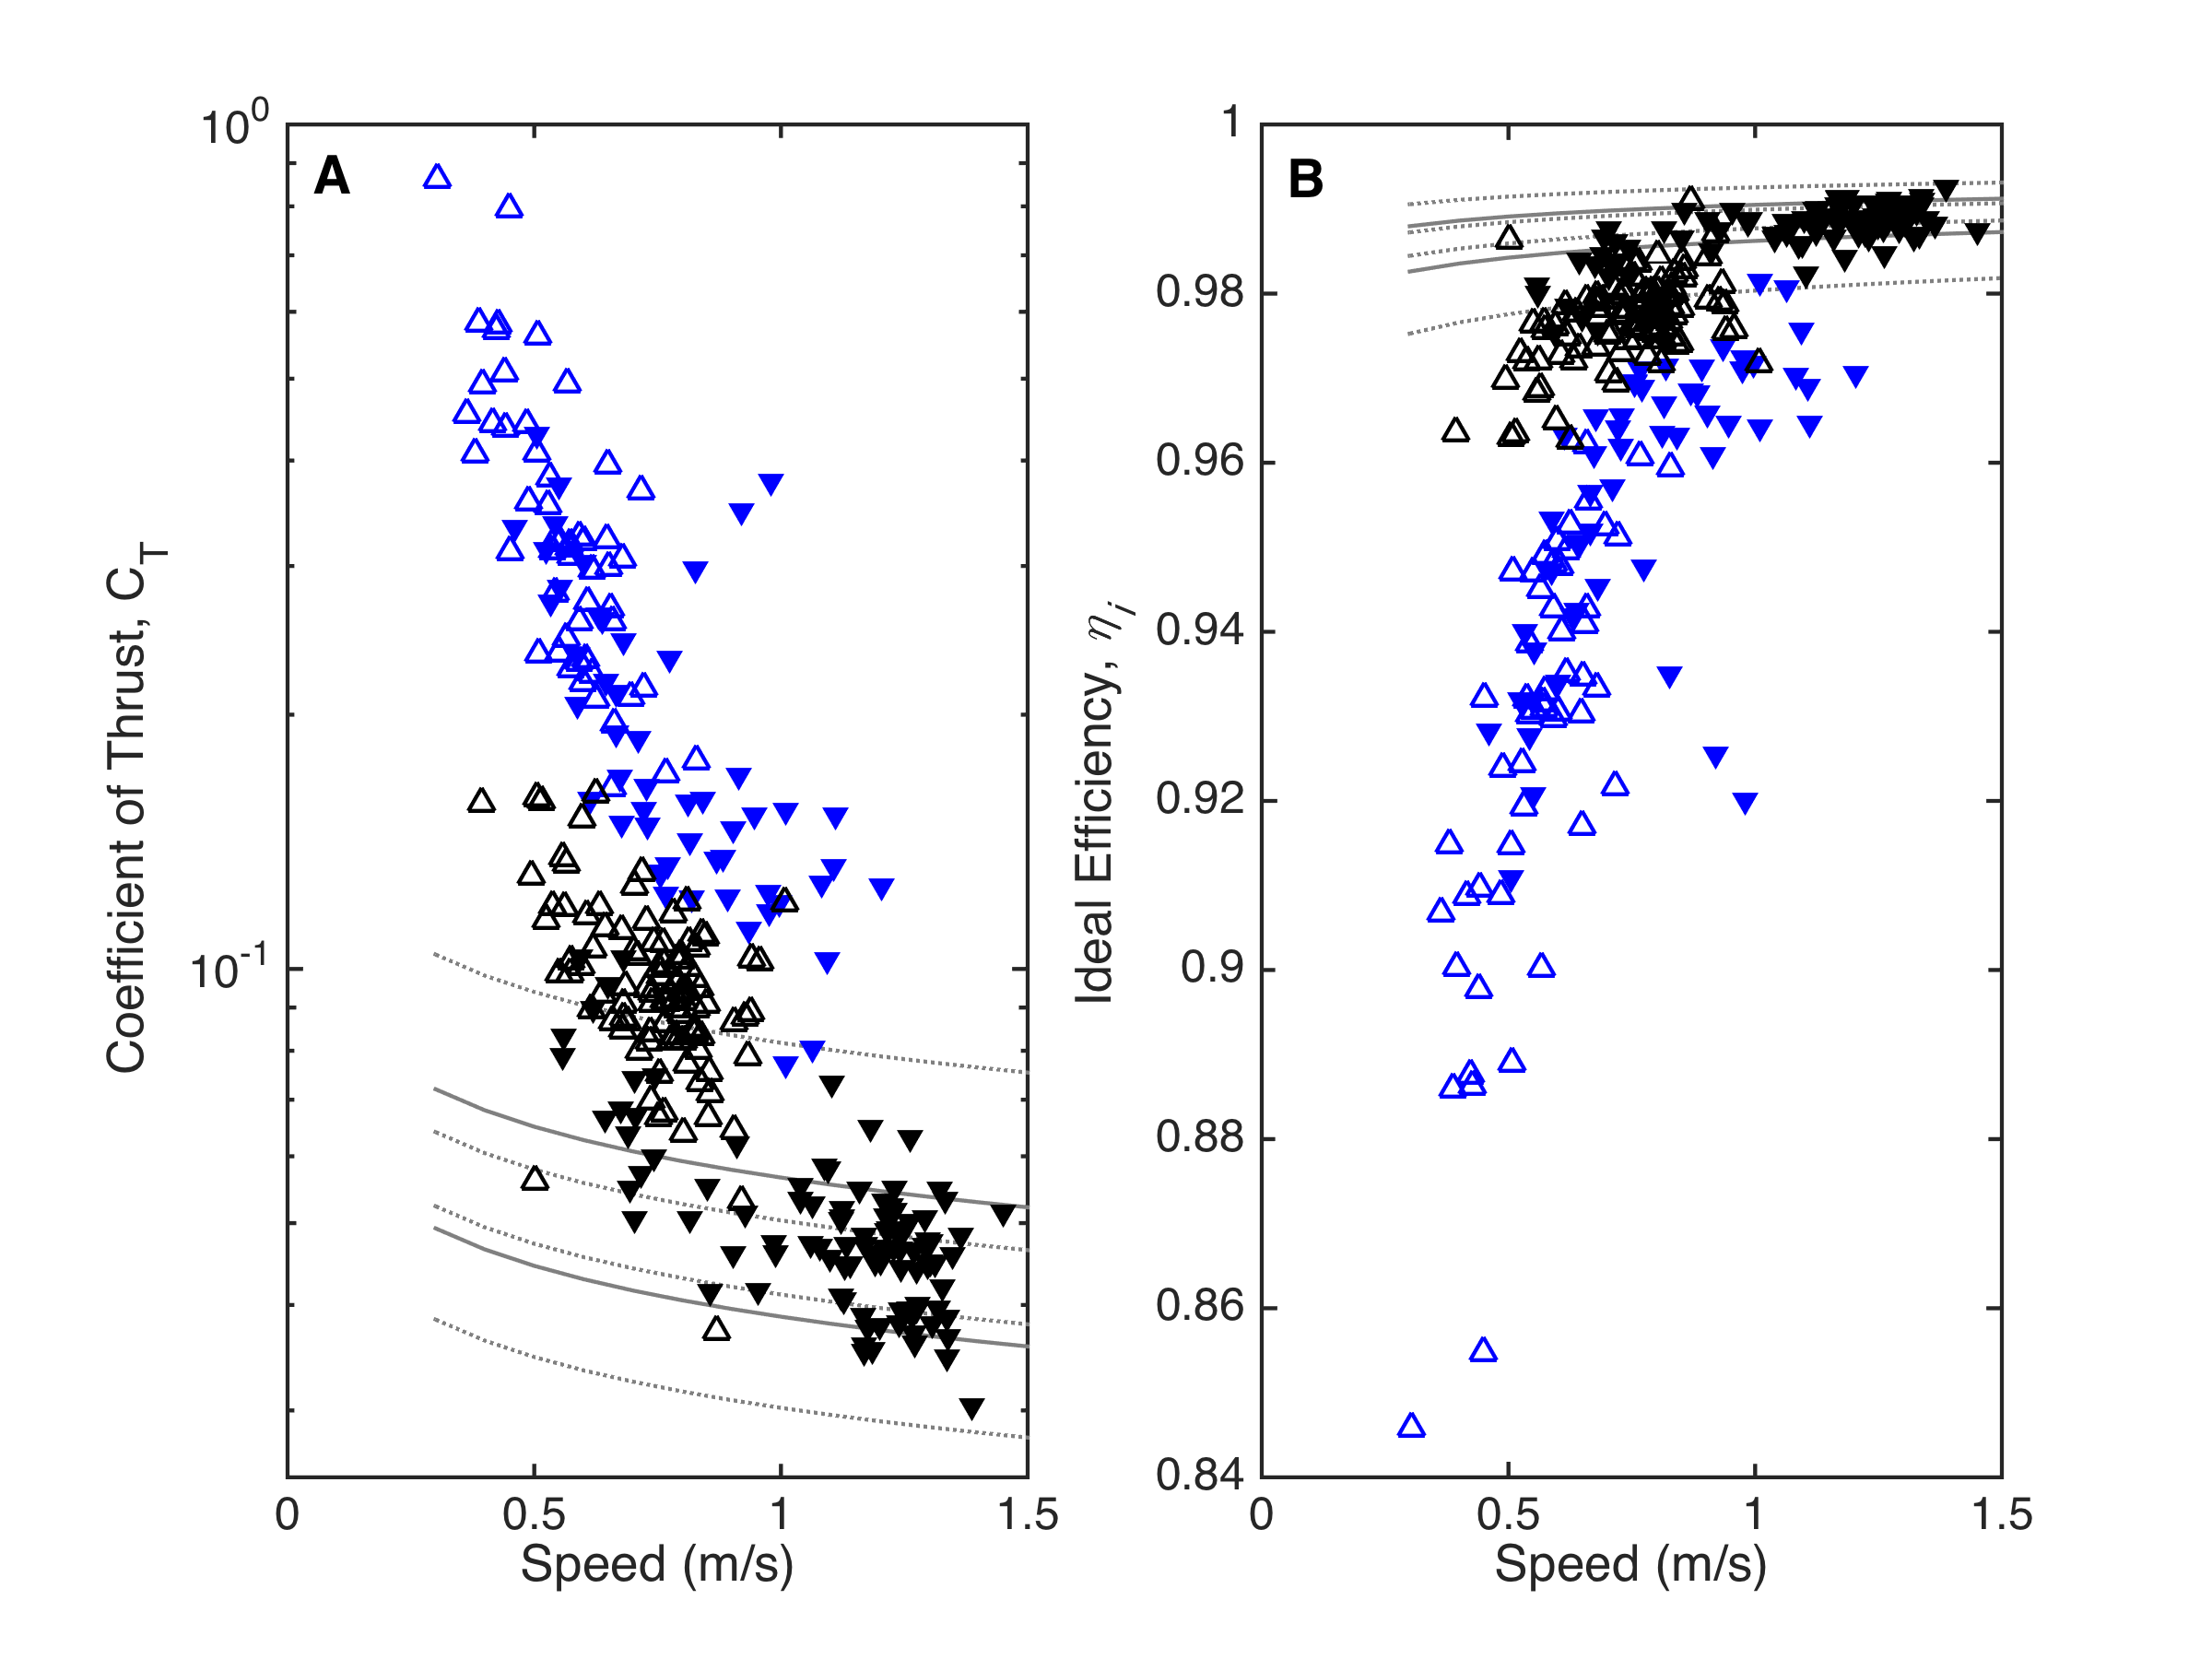 A
10^0
10^-1
Coefficient of Thrust, C_T
0 0.5 1 1.5
Speed (m/s)
B
1
0.98
0.96
0.94
0.92
0.9
0.88
0.86
0.84
Ideal Efficiency, η_i
0 0.5 1 1.5
Speed (m/s)